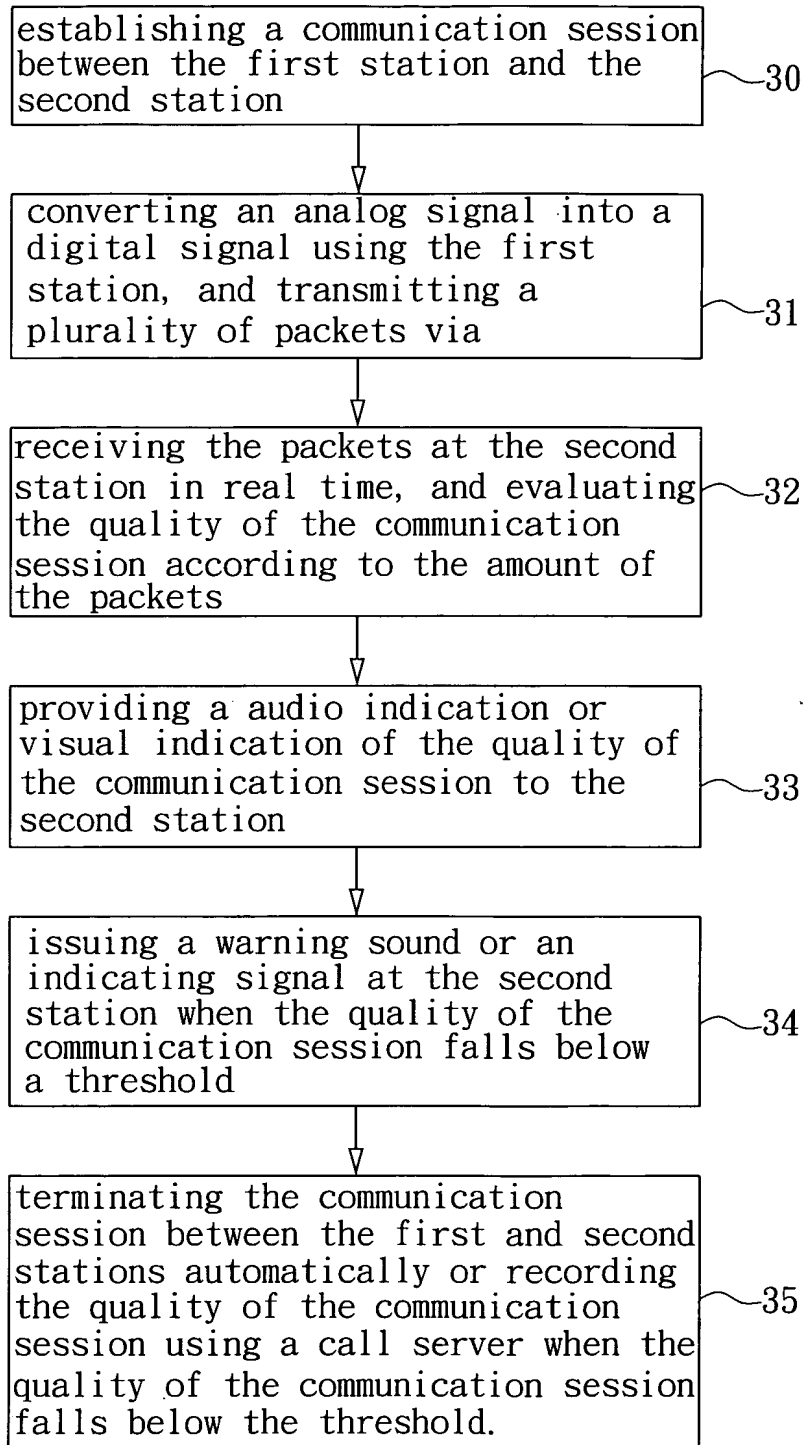 establishing a communication session
between the first station and the
second station
30
converting an analog signal into a
digital signal using the first
station, and transmitting a
plurality of packets via
31
receiving the packets at the second
station in real time, and evaluating
the quality of the communication
session according to the amount of
the packets
32
providing a audio indication or
visual indication of the quality of
the communication session to the
second station
33
issuing a warning sound or an
indicating signal at the second
station when the quality of the
communication session falls below
a threshold
34
terminating the communication
session between the first and second
stations automatically or recording
the quality of the communication
session using a call server when the
quality of the communication session
falls below the threshold.
35